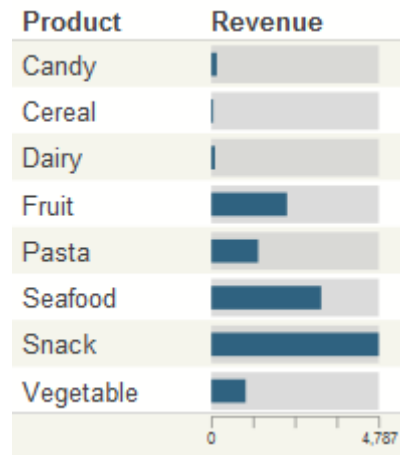 Product Revenue
Candy
Cereal
Dairy
Fruit
Pasta
Seafood
Snack
Vegetable
0 4,787